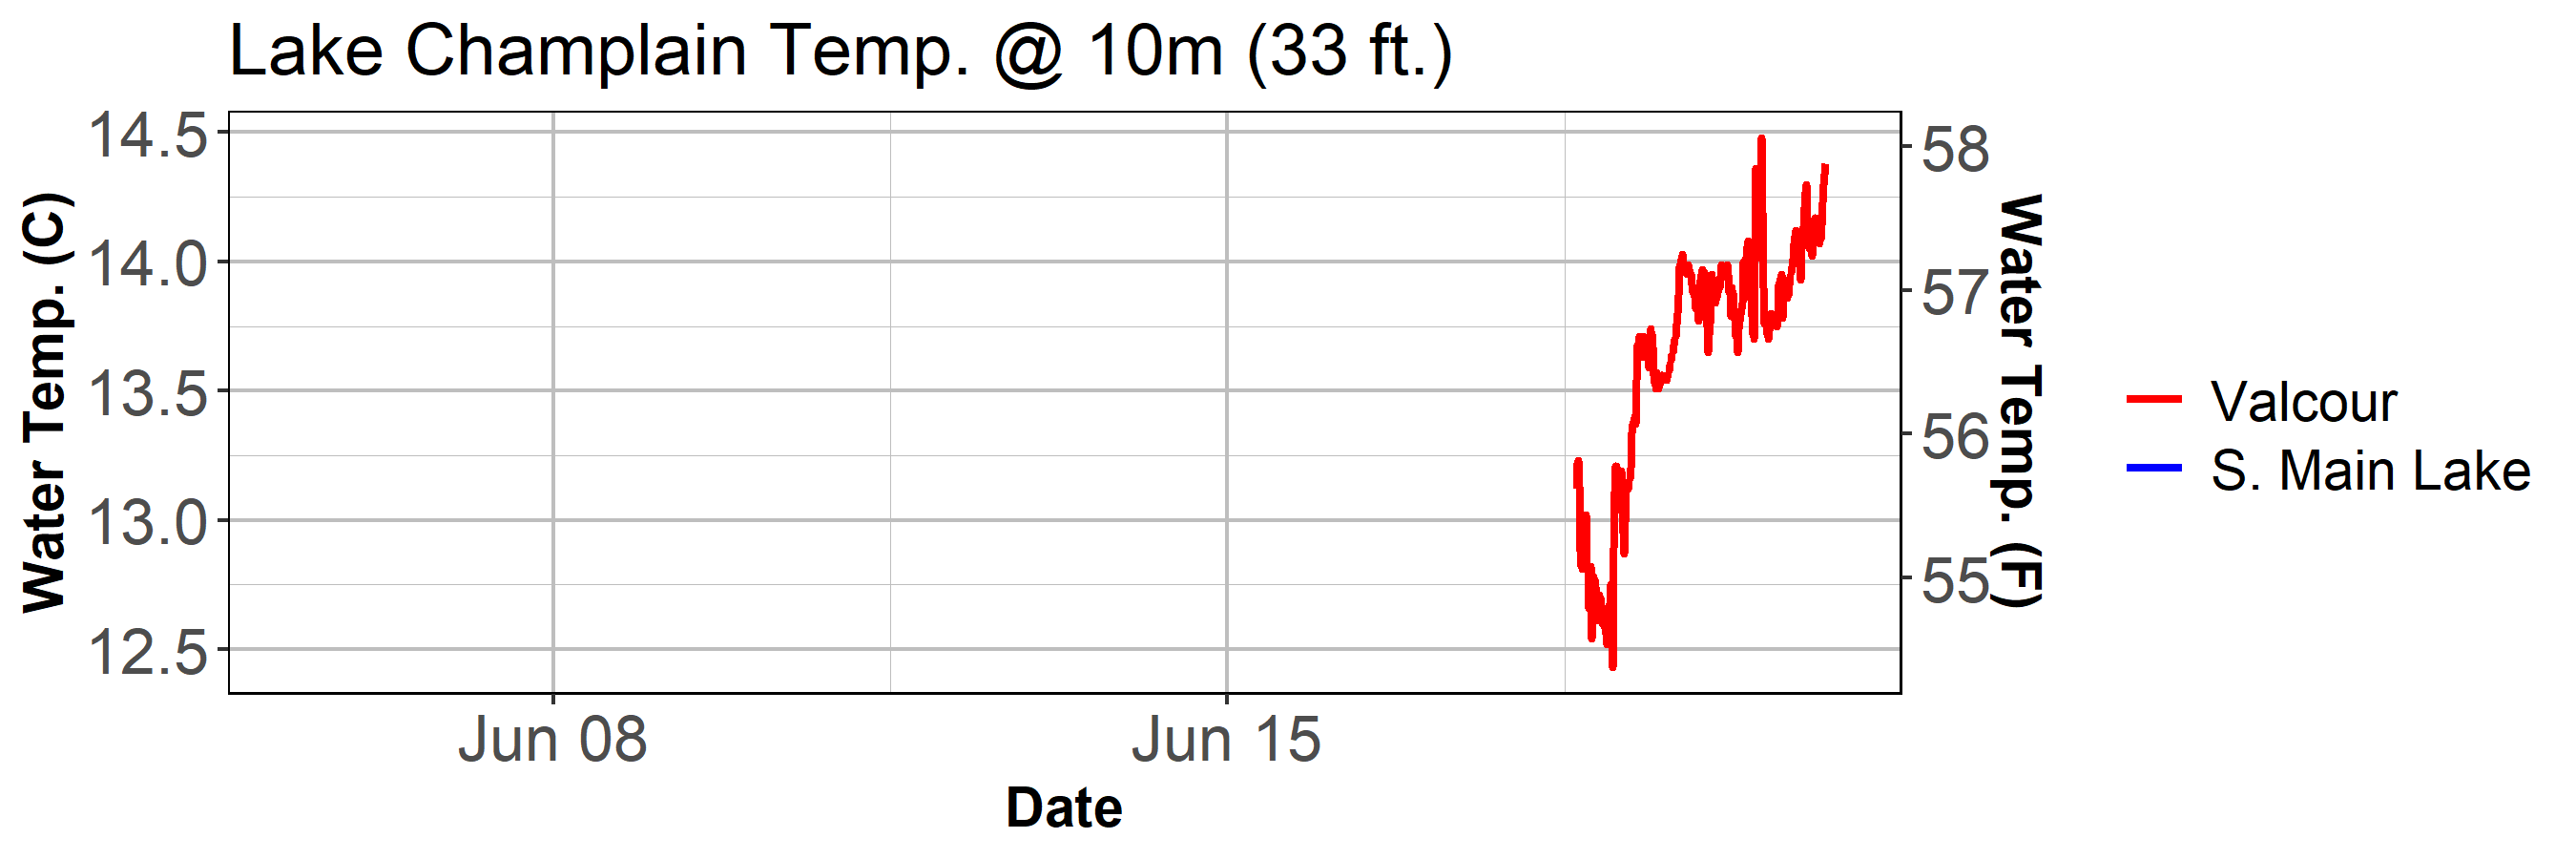 Lake Champlain Temp. @ 10m (33 ft.)
Water Temp. (C)
14.5
14.0
13.5
13.0
12.5
58
57
56
55
Water Temp. (F)
Jun 08
Jun 15
Date
Valcour
S. Main Lake